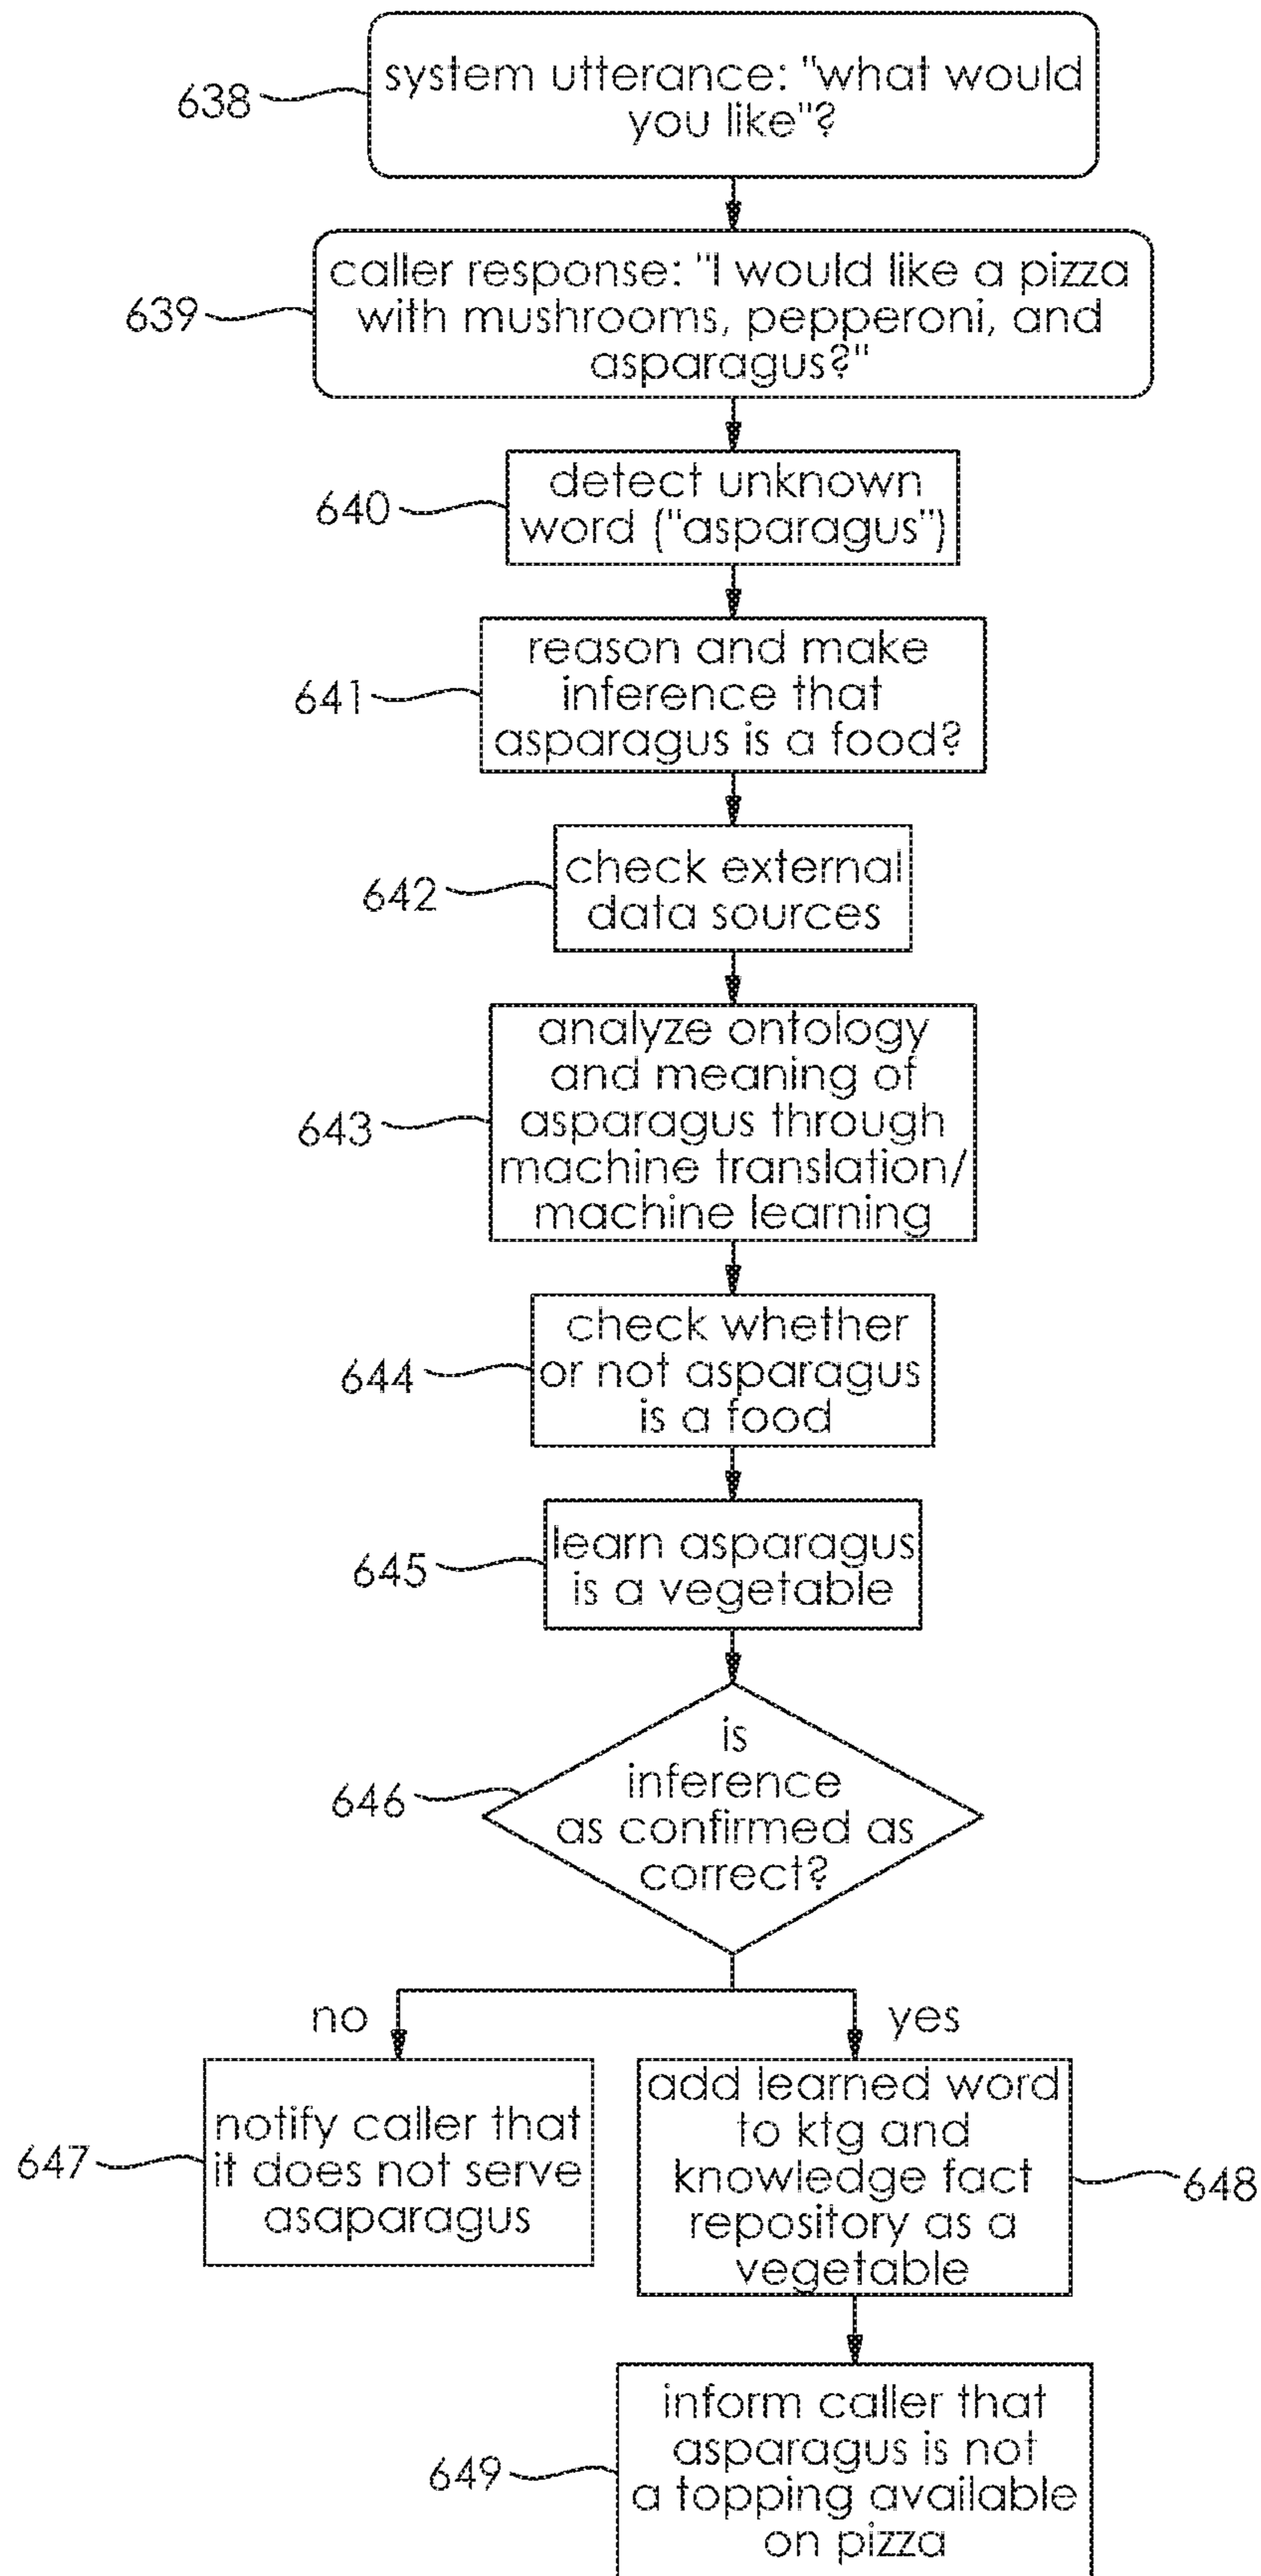 638
system utterance: "what would
you like"?
639
caller response: "I would like a pizza
with mushrooms, pepperoni, and
asparagus?"
640
detect unknown
word ("asparagus")
641
reason and make
inference that
asparagus is a food?
642
check external
data sources
643
analyze ontology
and meaning of
asparagus through
machine translation/
machine learning
644
check whether
or not asparagus
is a food
645
learn asparagus
is a vegetable
646
is
inference
as confirmed as
correct?
no
yes
647
notify caller that
it does not serve
asaparagus
add learned word
to ktg and
knowledge fact
repository as a
vegetable
648
649
inform caller that
asparagus is not
a topping available
on pizza